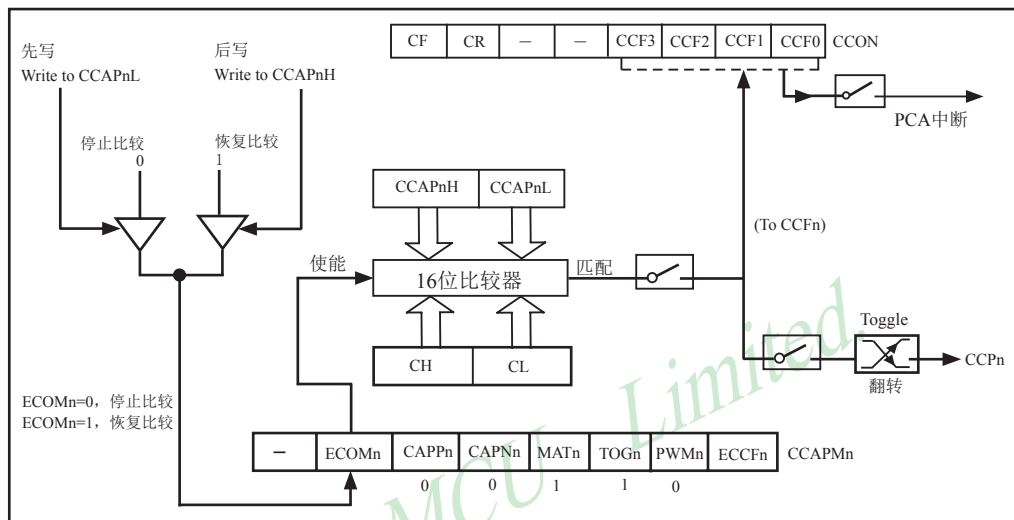 CF CR — — CCF3 CCF2 CCF1 CCF0 CCON
先写
Write to CCAPnL
后写
Write to CCAPnH
PCA中断
停止比较
0
恢复比较
1
CCAPnH CCAPnL
(To CCFn)
使能
16位比较器
匹配
Toggle
CH CL
CCPn
翻转
ECOMn=0，停止比较
ECOMn=1，恢复比较
— ECOMn CAPPn CAPNn MATn TOGn PWMn ECCFn CCAPMn
0 0 1 1 0
MCU Limited.